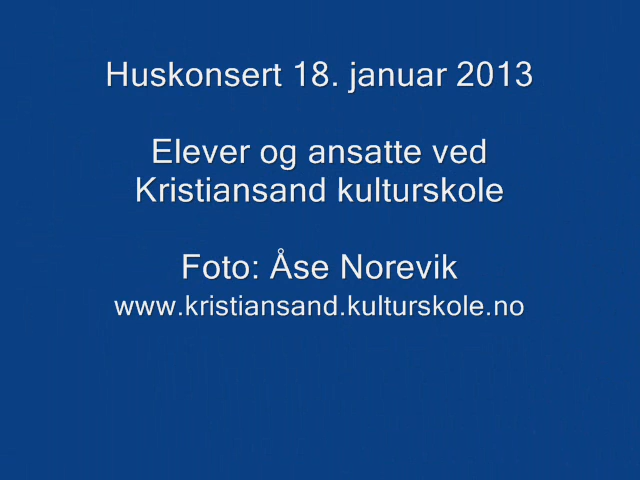 Huskonsert 18. januar 2013
Elever og ansatte ved
Kristiansand kulturskole
Foto: Åse Norevik
www.kristiansand.kulturskole.no